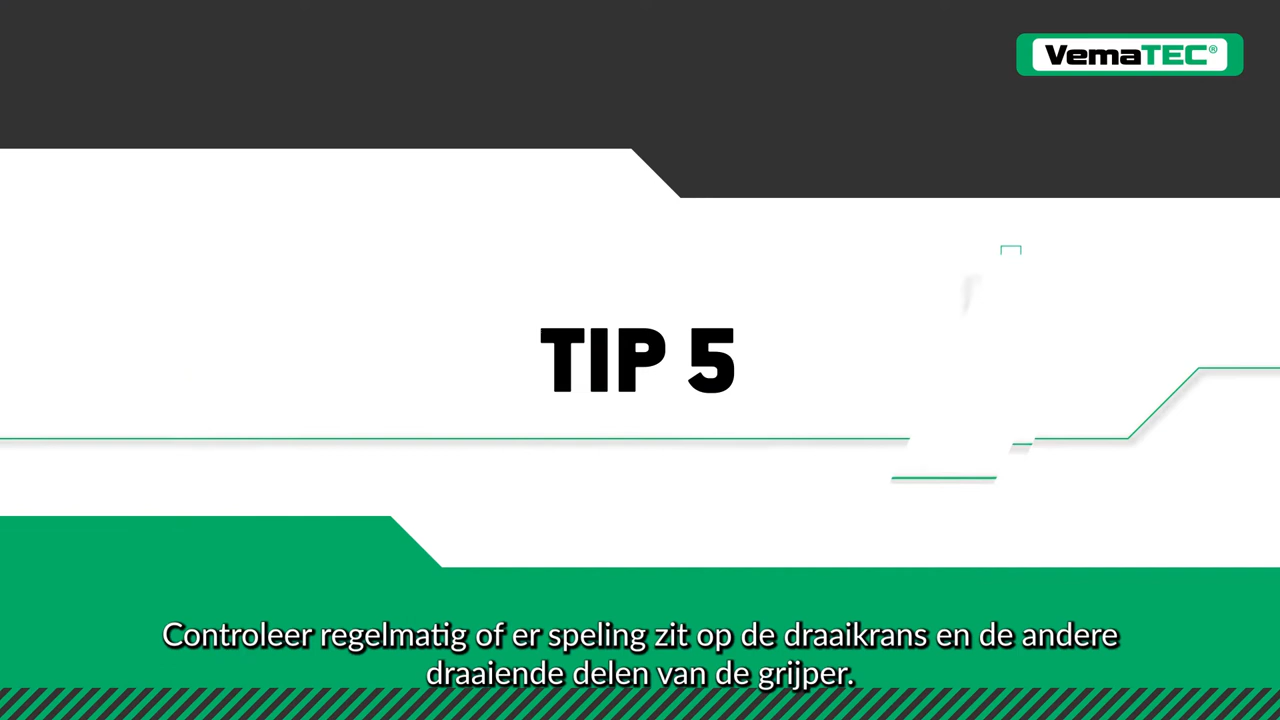 VemaTEC®
TIP 5
Controleer regelmatig of er speling zit op de draaikrans en de andere
draaiende delen van de grijper.